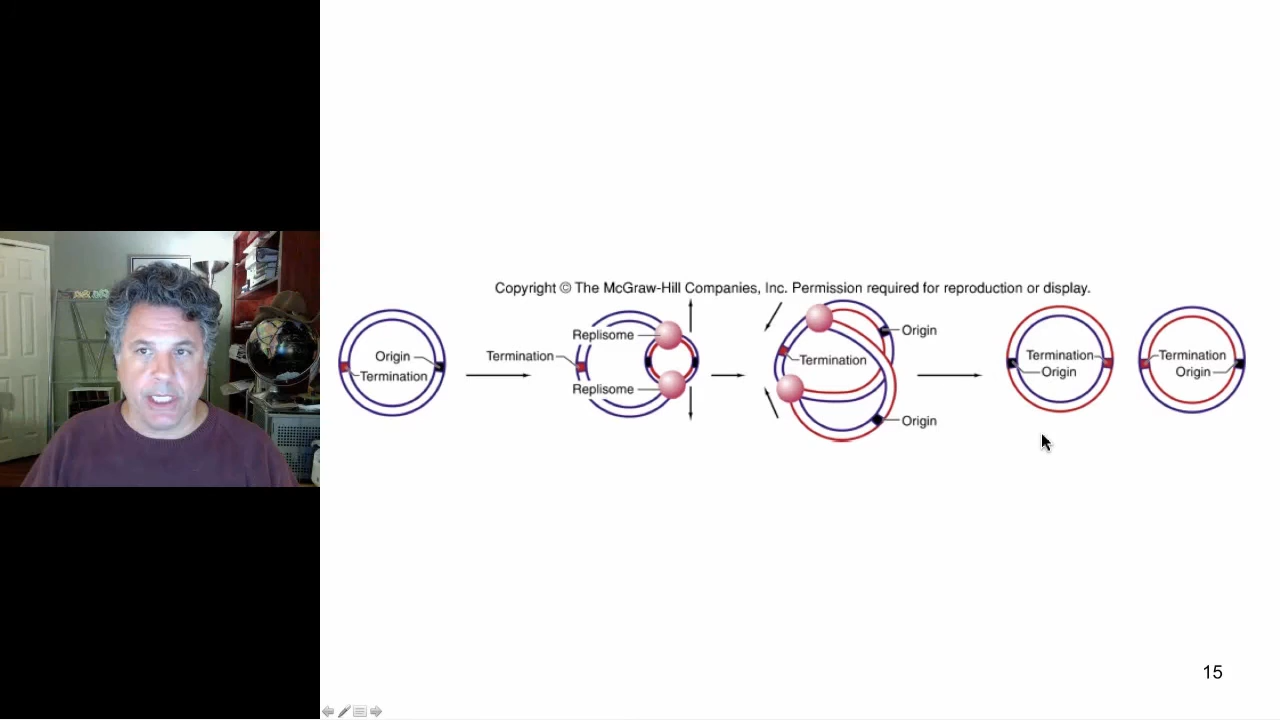 Copyright © The McGraw-Hill Companies, Inc. Permission required for reproduction or display.
Origin
Termination
Termination
Replisome
Replisome
Termination
Origin
Origin
Termination
Origin
Termination
Origin
15